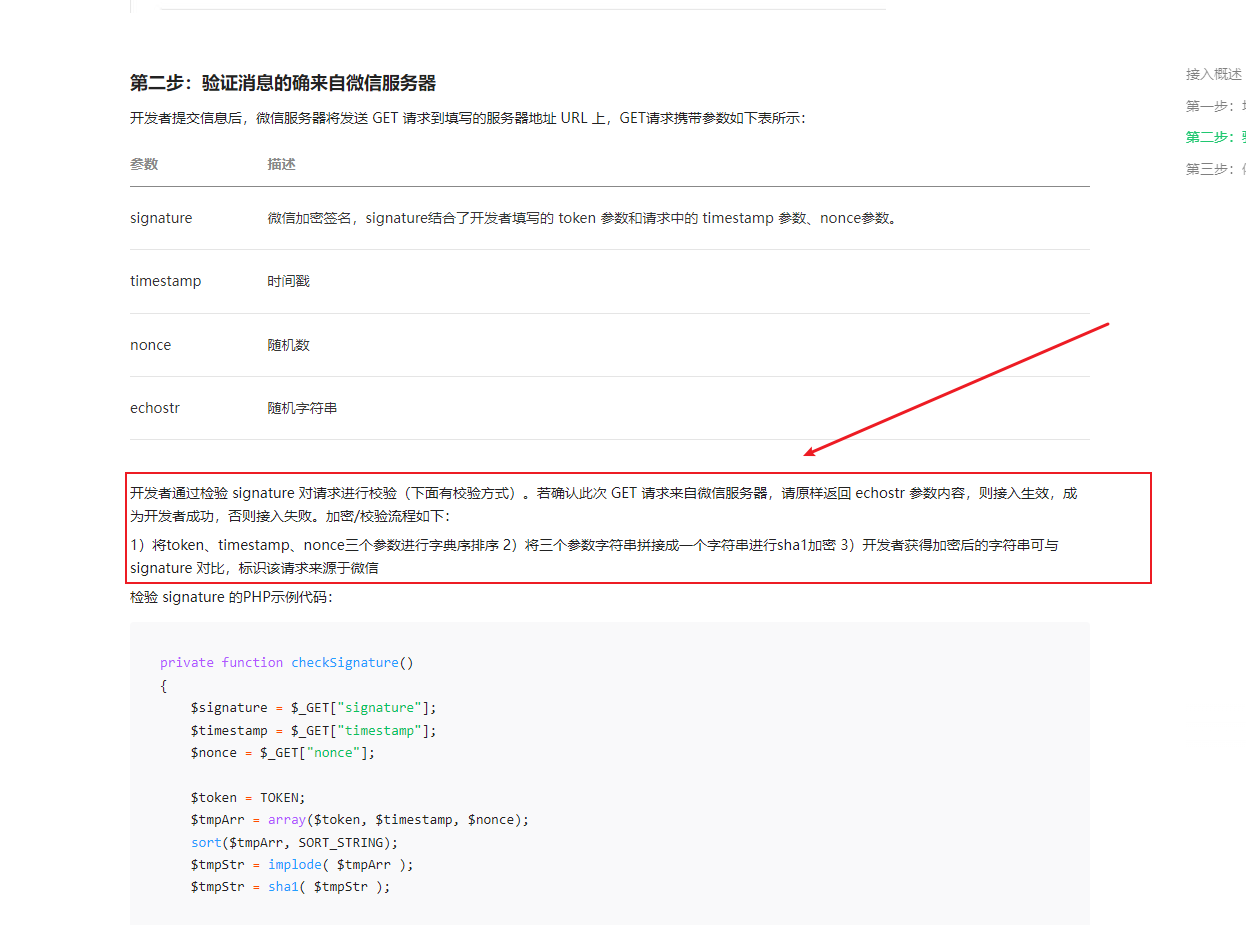 第二步：验证消息的确来自微信服务器
开发者提交信息后，微信服务器将发送 GET 请求到填写的服务器地址 URL 上，GET请求携带参数如下表所示：
参数 描述
signature 微信加密签名，signature结合了开发者填写的 token 参数和请求中的 timestamp 参数、nonce参数。
timestamp 时间戳
nonce 随机数
echostr 随机字符串
开发者通过检验 signature 对请求进行校验（下面有校验方式）。若确认此次 GET 请求来自微信服务器，请原样返回 echostr 参数内容，则接入生效，成
为开发者成功，否则接入失败。加密/校验流程如下：
1）将token、timestamp、nonce三个参数进行字典序排序 2）将三个参数字符串拼接成一个字符串进行sha1加密 3）开发者获得加密后的字符串可与
signature 对比，标识该请求来源于微信
检验 signature 的PHP示例代码：
private function checkSignature()
{
$signature = $_GET["signature"];
$timestamp = $_GET["timestamp"];
$nonce = $_GET["nonce"];
$token = TOKEN;
$tmpArr = array($token, $timestamp, $nonce);
sort($tmpArr, SORT_STRING);
$tmpStr = implode( $tmpArr );
$tmpStr = sha1( $tmpStr );
接入概述
第一步：
第二步：
第三步：